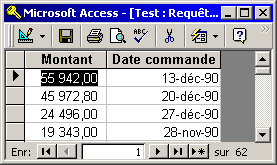 Microsoft Access - [Test : Requêt...
Montant Date commande
55 942,00 13-déc-90
45 972,80 20-déc-90
24 496,00 27-déc-90
19 343,00 28-nov-90
Enr: 1 sur 62